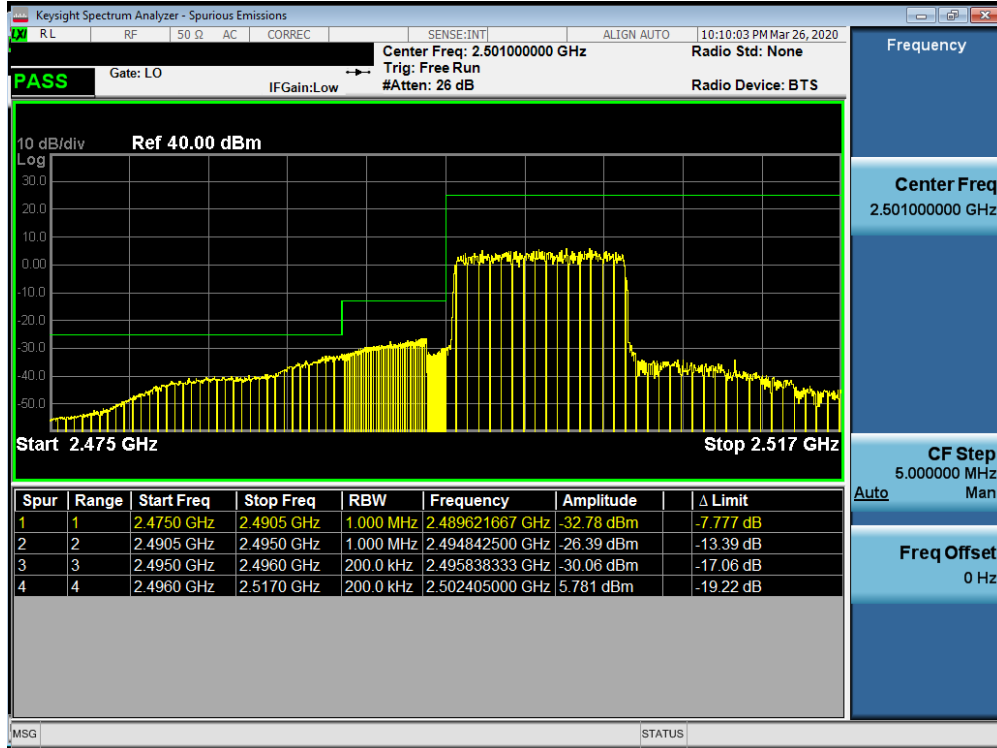 Keysight Spectrum Analyzer - Spurious Emissions
LXI RL RF 50 Ω AC CORREC SENSE:INT ALIGN AUTO 10:10:03 PM Mar 26, 2020
Center Freq: 2.501000000 GHz Radio Std: None
PASS Gate: LO Trig: Free Run
IFGain:Low #Atten: 26 dB Radio Device: BTS
10 dB/div Ref 40.00 dBm
Log
30.0
20.0
10.0
0.00
-10.0
-20.0
-30.0
-40.0
-50.0
Start 2.475 GHz Stop 2.517 GHz
Spur Range Start Freq Stop Freq RBW Frequency Amplitude Δ Limit
1 1 2.4750 GHz 2.4905 GHz 1.000 MHz 2.489621667 GHz -32.78 dBm -7.777 dB
2 2 2.4905 GHz 2.4950 GHz 1.000 MHz 2.494842500 GHz -26.39 dBm -13.39 dB
3 3 2.4950 GHz 2.4960 GHz 200.0 kHz 2.495838333 GHz -30.06 dBm -17.06 dB
4 4 2.4960 GHz 2.5170 GHz 200.0 kHz 2.502405000 GHz 5.781 dBm -19.22 dB
MSG STATUS
Frequency
Center Freq
2.501000000 GHz
CF Step
5.000000 MHz
Auto Man
Freq Offset
0 Hz